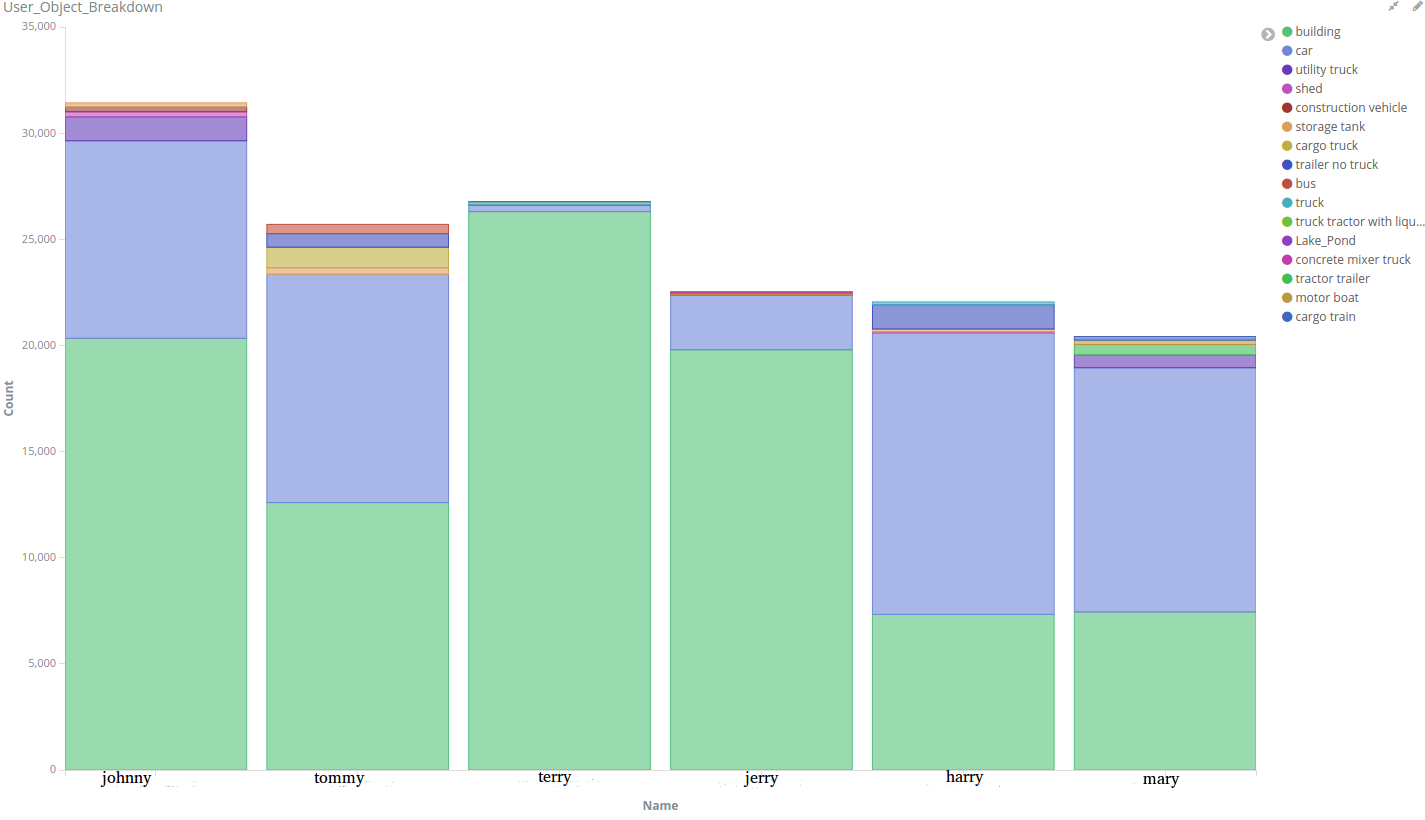 User_Object_Breakdown
35,000
30,000
25,000
20,000
15,000
10,000
5,000
0
Count
johnny
tommy
terry
jerry
harry
mary
Name
building
car
utility truck
shed
construction vehicle
storage tank
cargo truck
trailer no truck
bus
truck
truck tractor with liqu...
Lake_Pond
concrete mixer truck
tractor trailer
motor boat
cargo train